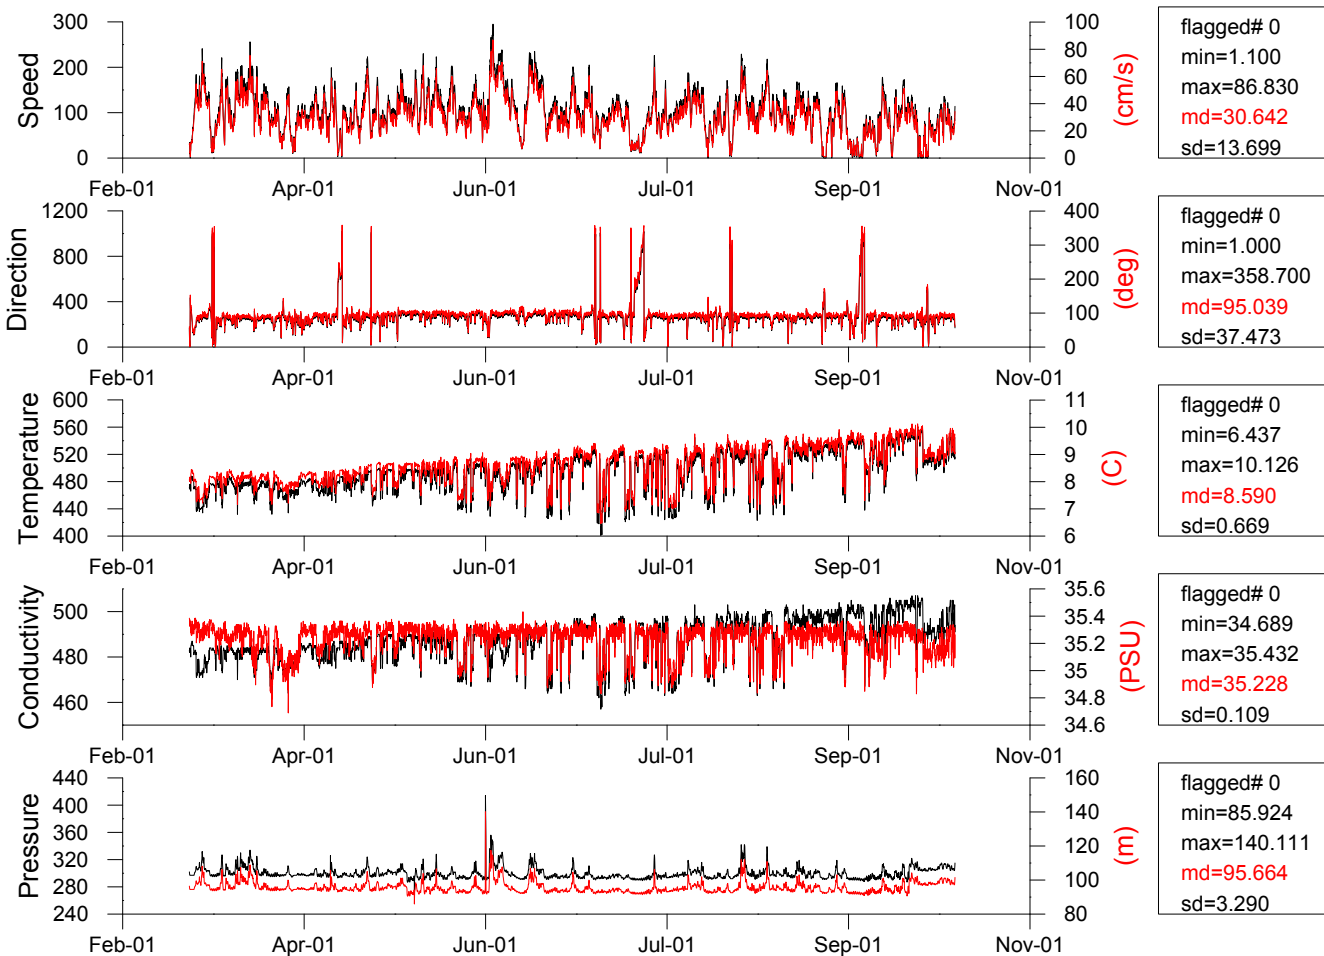 Speed
300
200
100
0
100
80
60
40
20
0
(cm/s)
Feb-01
Apr-01
Jun-01
Jul-01
Sep-01
Nov-01
flagged# 0
min=1.100
max=86.830
md=30.642
sd=13.699
Direction
1200
800
400
0
400
300
200
100
0
(deg)
Feb-01
Apr-01
Jun-01
Jul-01
Sep-01
Nov-01
flagged# 0
min=1.000
max=358.700
md=95.039
sd=37.473
Temperature
600
560
520
480
440
400
11
10
9
8
7
6
(C)
Feb-01
Apr-01
Jun-01
Jul-01
Sep-01
Nov-01
flagged# 0
min=6.437
max=10.126
md=8.590
sd=0.669
Conductivity
500
480
460
35.6
35.4
35.2
35
34.8
34.6
(PSU)
Feb-01
Apr-01
Jun-01
Jul-01
Sep-01
Nov-01
flagged# 0
min=34.689
max=35.432
md=35.228
sd=0.109
Pressure
440
400
360
320
280
240
160
140
120
100
80
(m)
Feb-01
Apr-01
Jun-01
Jul-01
Sep-01
Nov-01
flagged# 0
min=85.924
max=140.111
md=95.664
sd=3.290